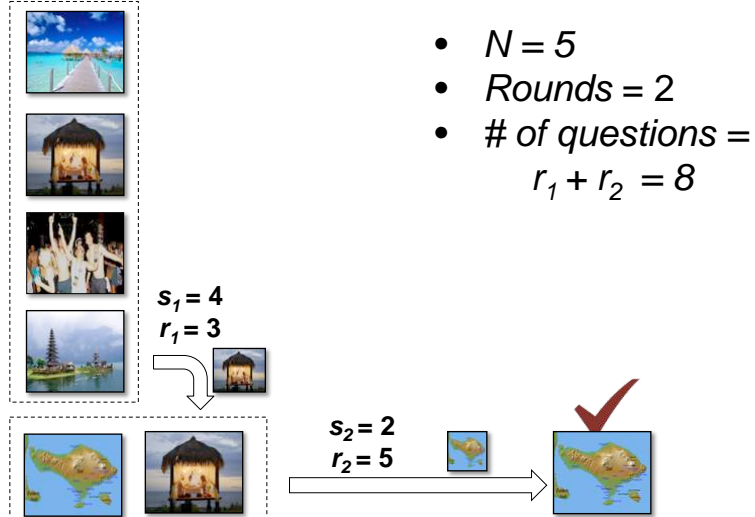 • N = 5
• Rounds = 2
• # of questions =
r1 + r2 = 8
s1 = 4
r1 = 3
s2 = 2
r2 = 5